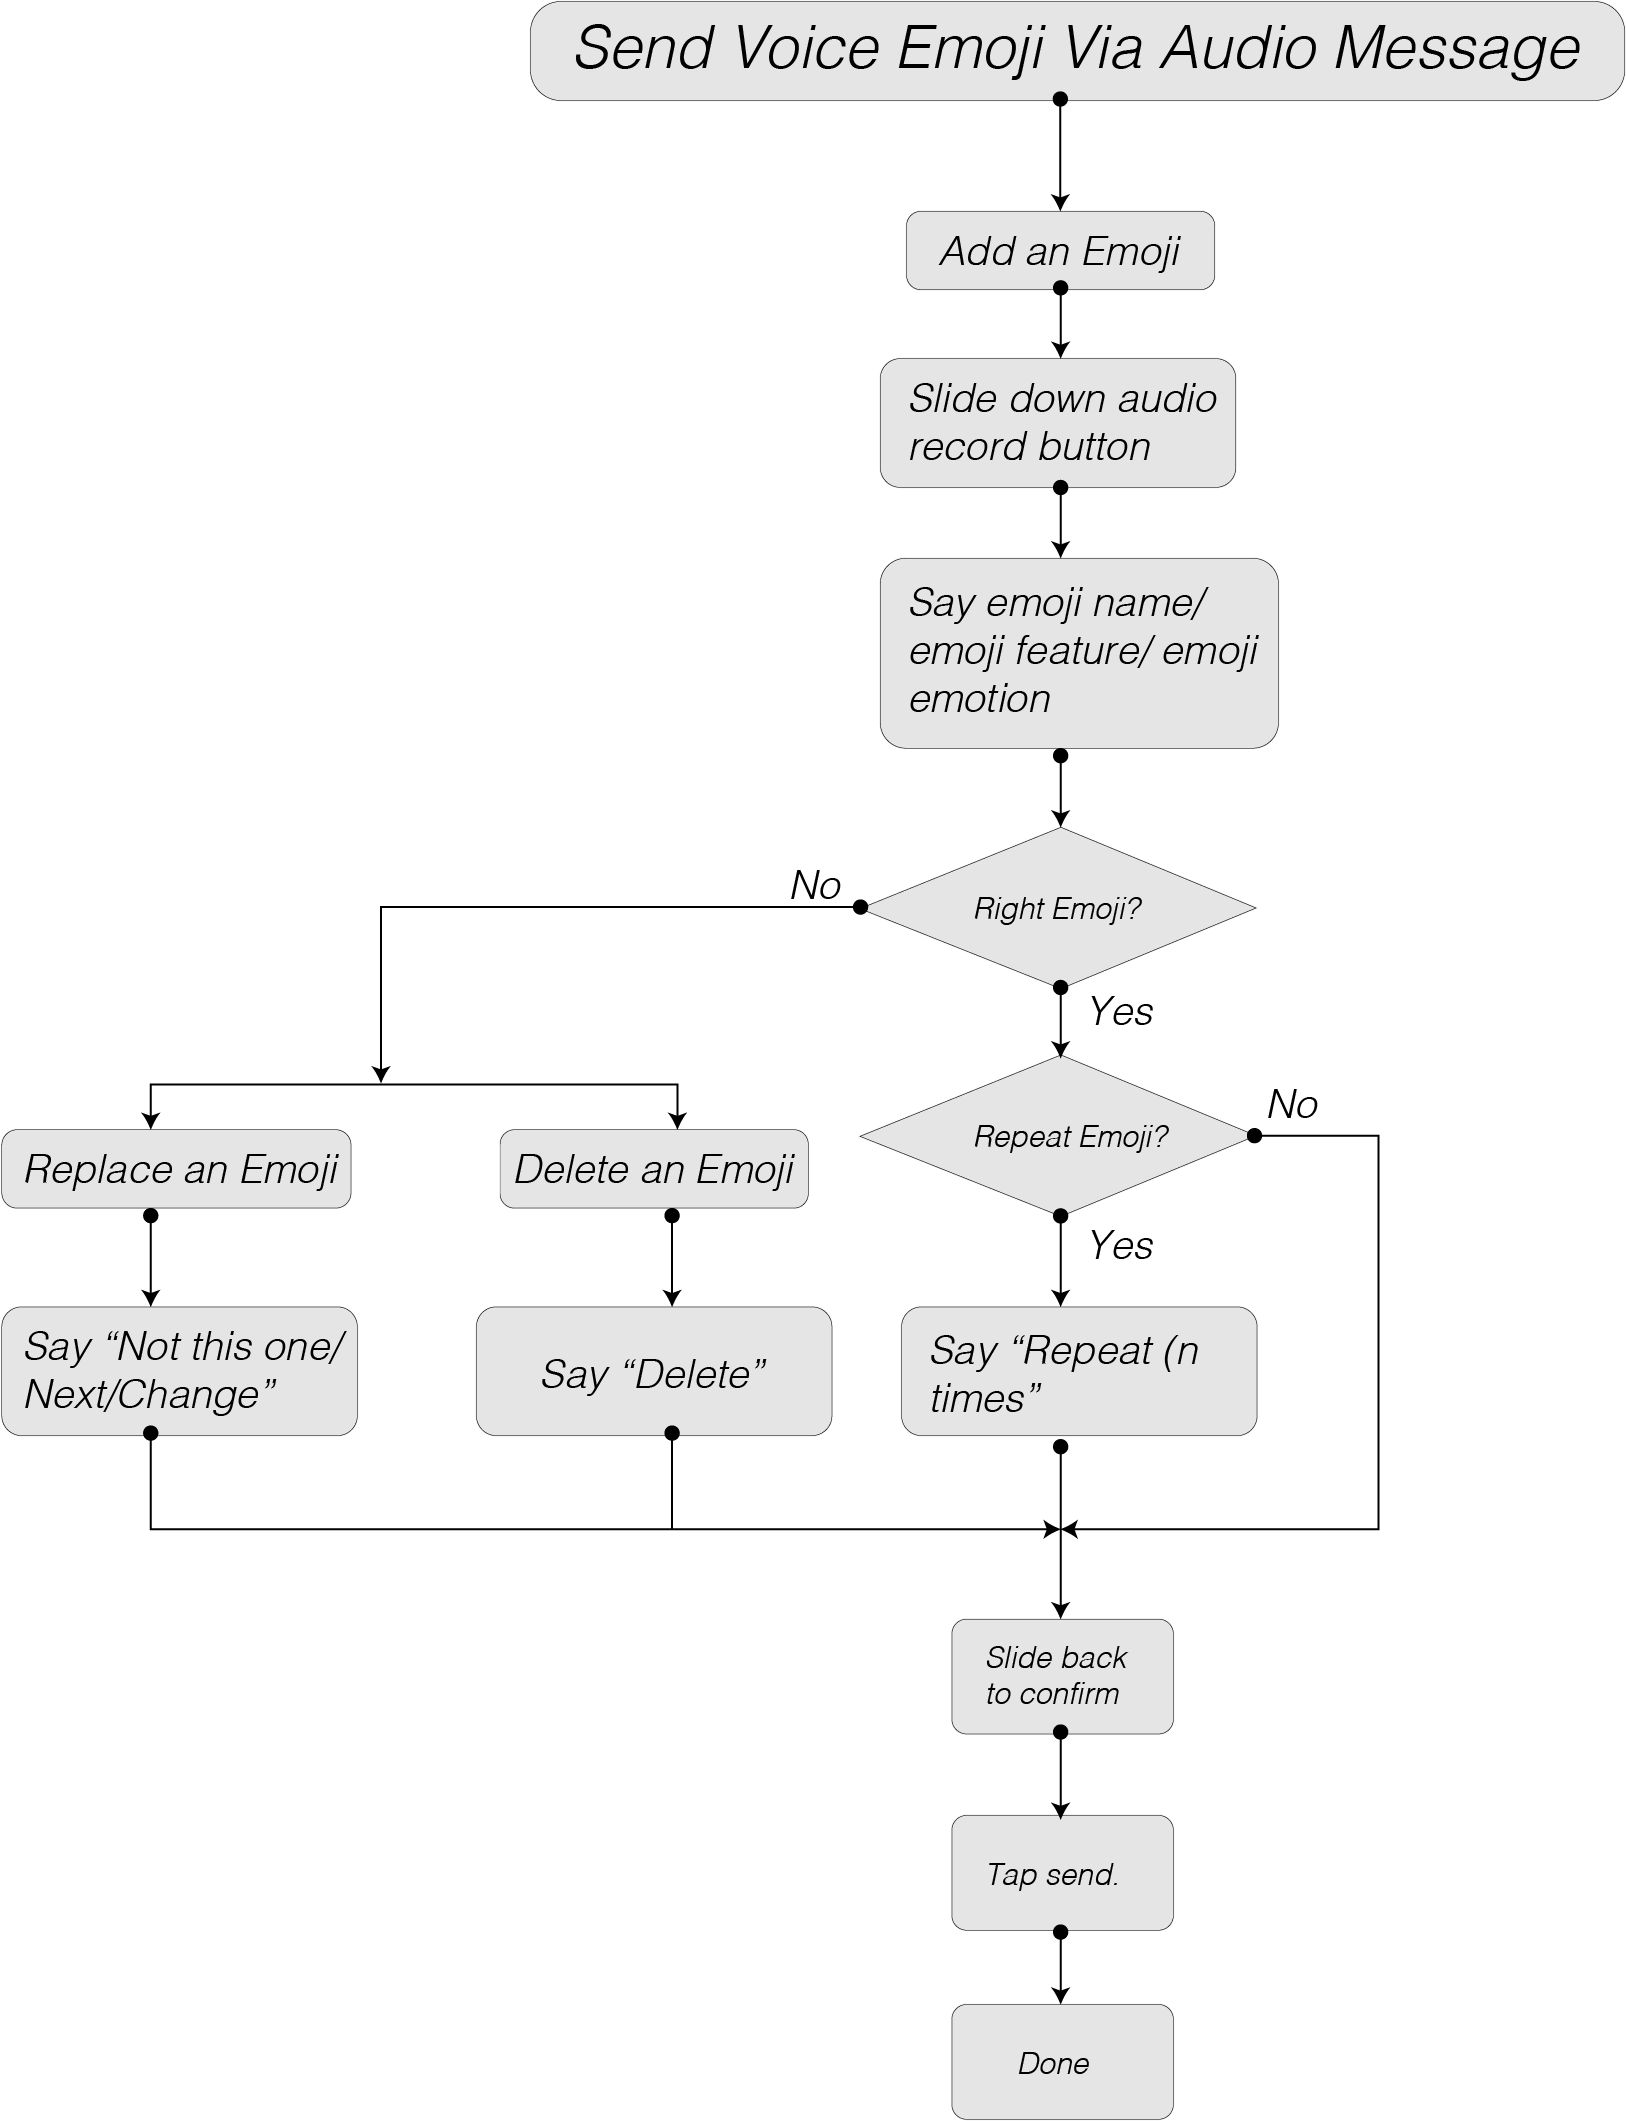 Send Voice Emoji Via Audio Message
Add an Emoji
Slide down audio
record button
Say emoji name/
emoji feature/ emoji
emotion
No
Right Emoji?
Yes
No
Repeat Emoji?
Replace an Emoji
Delete an Emoji
Yes
Say “Not this one/
Next/Change”
Say “Delete”
Say “Repeat (n
times”
Slide back
to confirm
Tap send.
Done